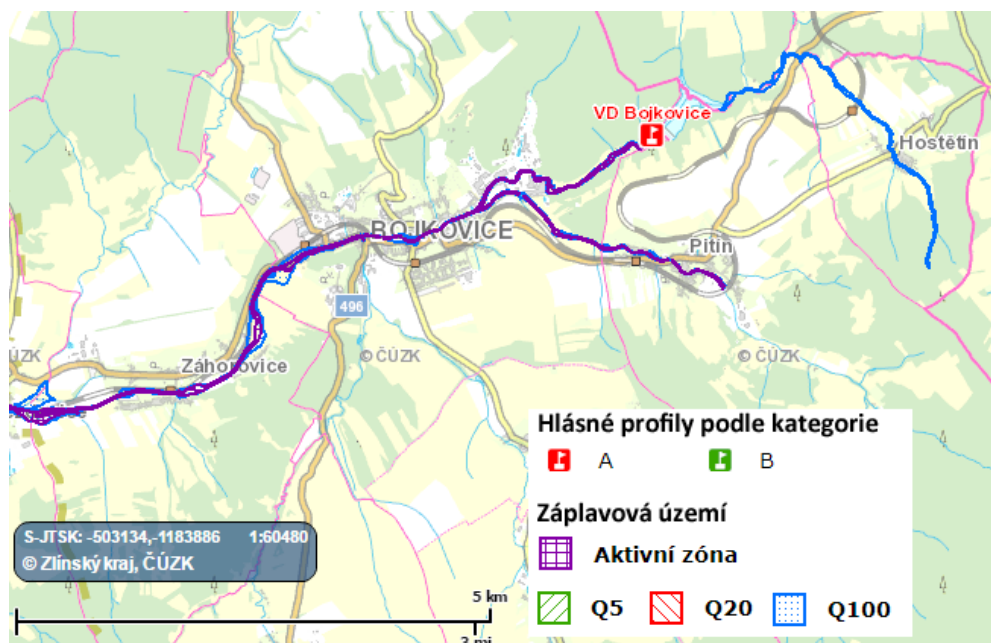 VD Bojkovice
Hostětín
BOJKOVICE
Pitín
496
© ČÚZK
Záhorovice
ČÚZK
© ČÚZK
Hlásné profily podle kategorie
A B
Záplavová území
Aktivní zóna
Q5 Q20 Q100
S-JTSK: -503134,-1183886 1:60480
© Zlínský kraj, ČÚZK
5 km
3 mi